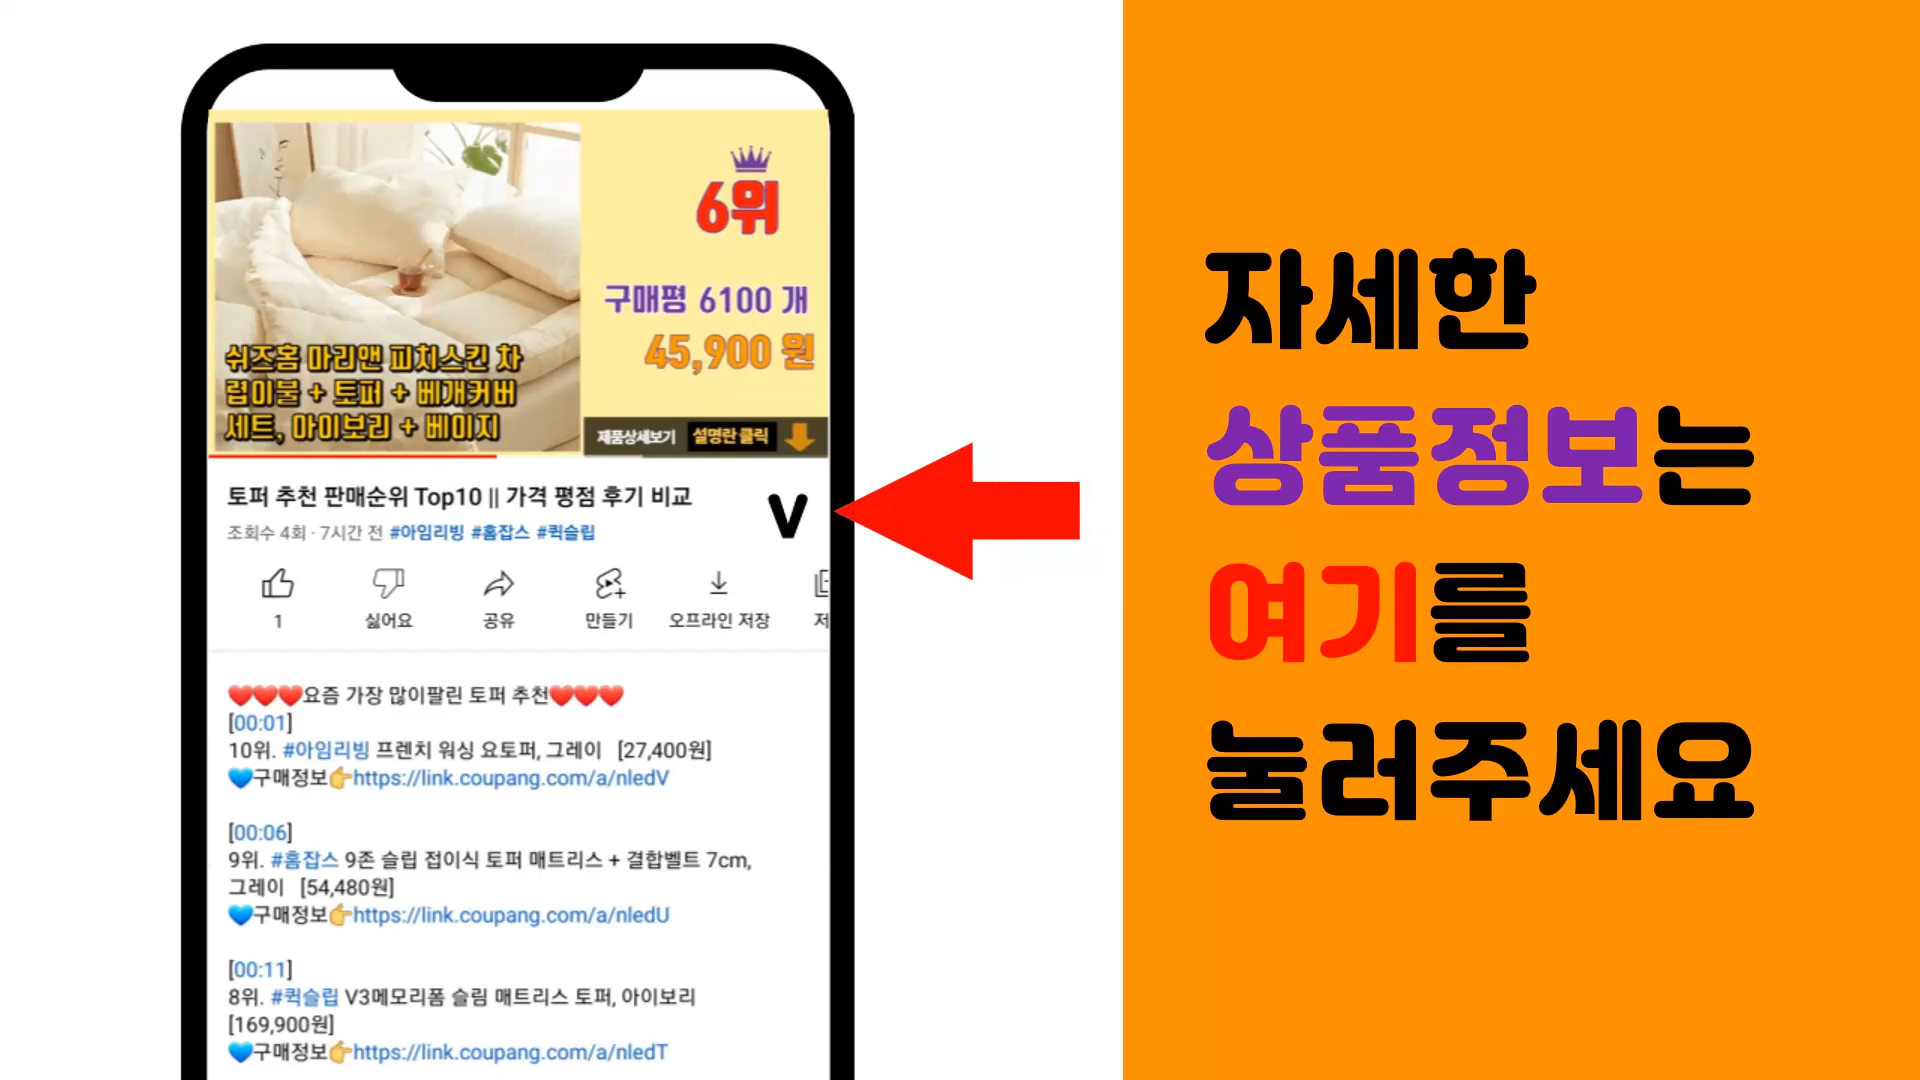 6위
구매평 6100 개
45,900 원
쉬즈홈 마리앤 피치스킨 차
렵이불 + 토퍼 + 베개커버
세트, 아이보리 + 베이지
제품상세보기 설명란 클릭
토퍼 추천 판매순위 Top10 || 가격 평점 후기 비교
V
조회수 4회 · 7시간 전 #아임리빙 #홈잡스 #퀵슬립
1 싫어요 공유 만들기 오프라인 저장 저
❤️❤️❤️요즘 가장 많이팔린 토퍼 추천❤️❤️❤️
[00:01]
10위. #아임리빙 프렌치 워싱 요토퍼, 그레이 [27,400원]
💙구매정보👉https://link.coupang.com/a/nledV
[00:06]
9위. #홈잡스 9존 슬립 접이식 토퍼 매트리스 + 결합벨트 7cm,
그레이 [54,480원]
💙구매정보👉https://link.coupang.com/a/nledU
[00:11]
8위. #퀵슬립 V3메모리폼 슬림 매트리스 토퍼, 아이보리
[169,900원]
💙구매정보👉https://link.coupang.com/a/nledT
자세한
상품정보는
여기를
눌러주세요